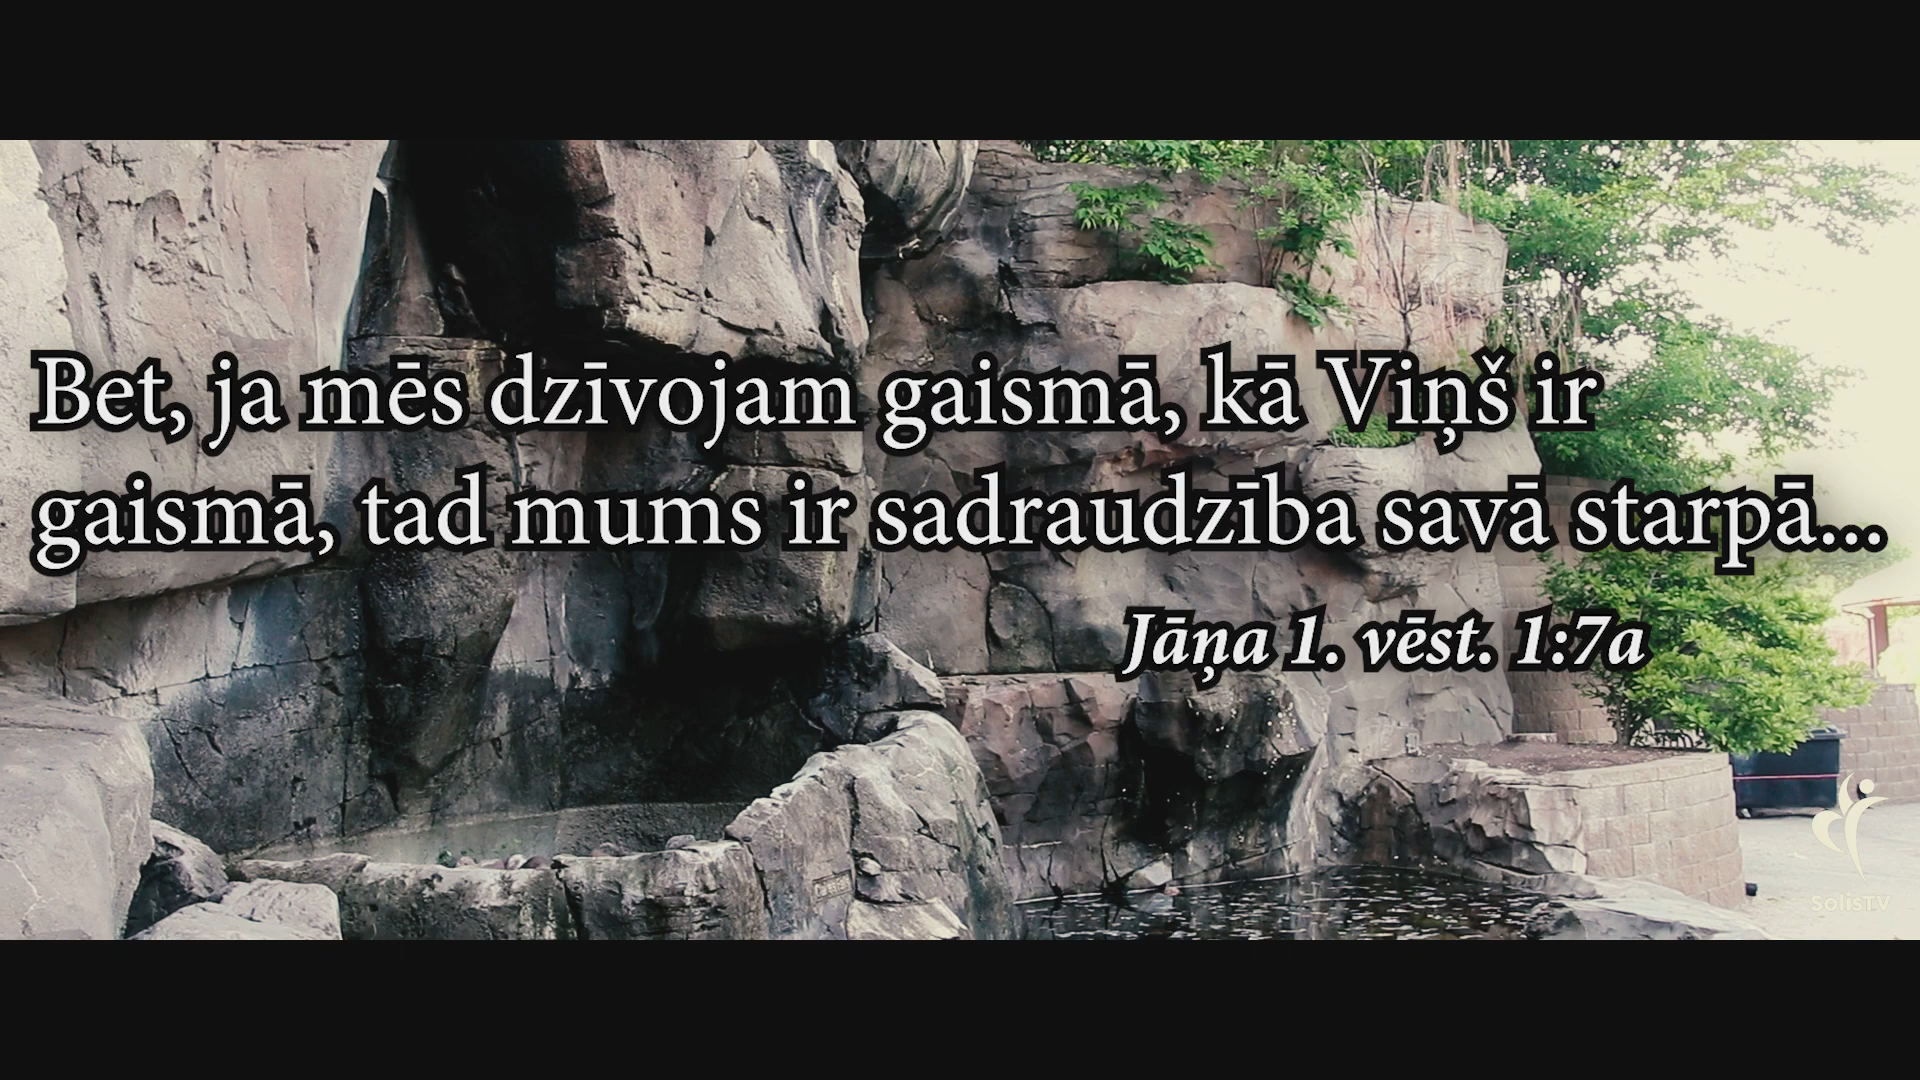 Bet, ja mēs dzīvojam gaismā, kā Viņš ir
gaismā, tad mums ir sadraudzība savā starpā...
Jāņa 1. vēst. 1:7a
SolisTV